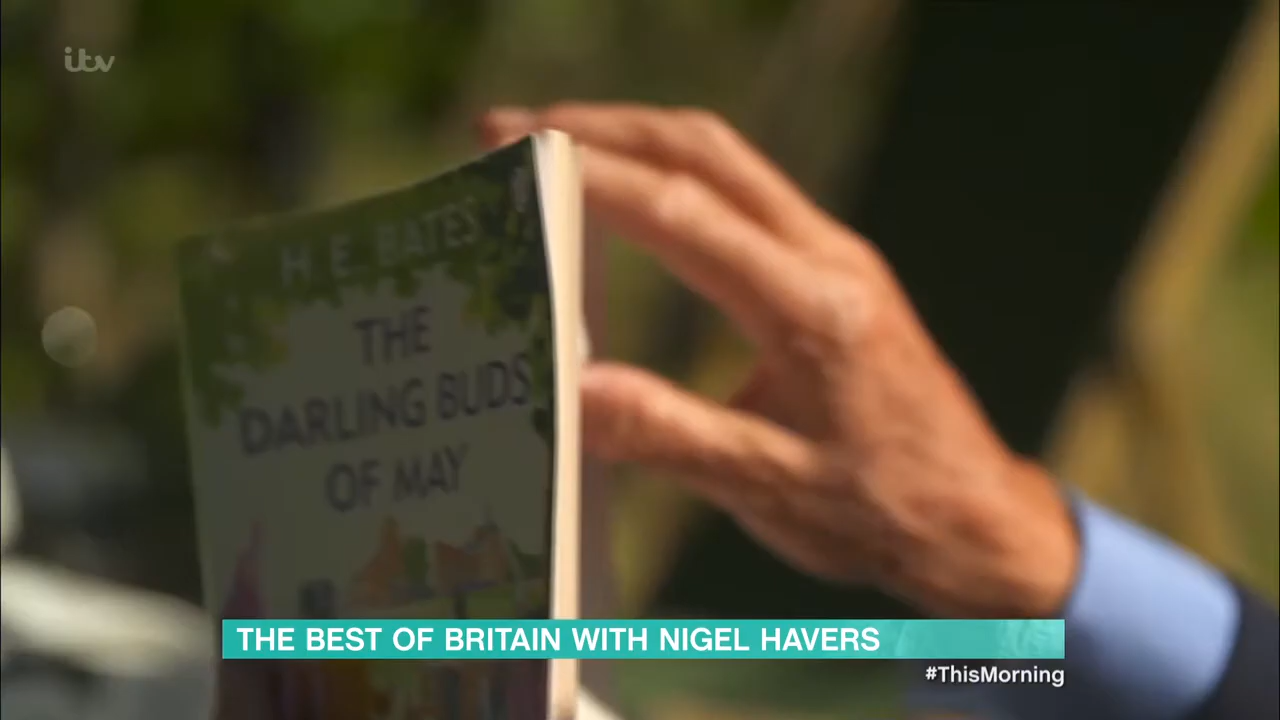 itv
H. E. BATES
THE
DARLING BUDS
OF MAY
THE BEST OF BRITAIN WITH NIGEL HAVERS
#ThisMorning